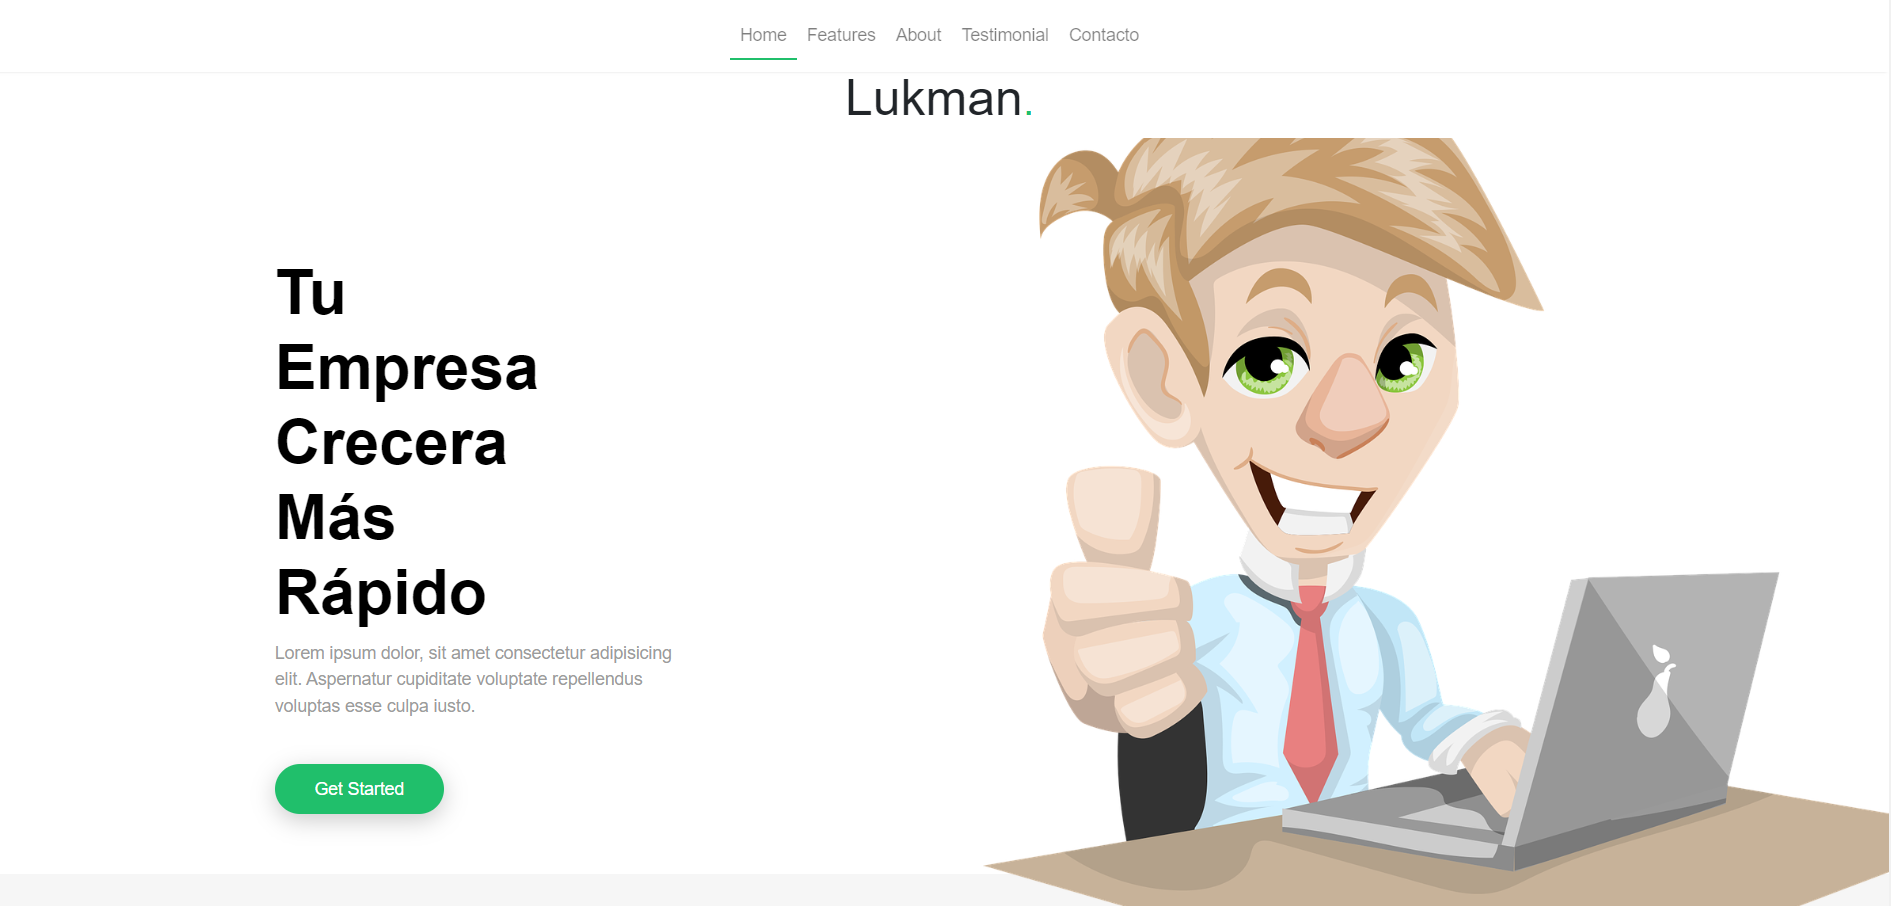 Home Features About Testimonial Contacto
Lukman.
Tu
Empresa
Crecera
Más
Rápido
Lorem ipsum dolor, sit amet consectetur adipisicing
elit. Aspernatur cupiditate voluptate repellendus
voluptas esse culpa iusto.
Get Started